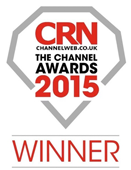 CRN
CHANNELWEB.CO.UK
THE CHANNEL
AWARDS
2015
WINNER